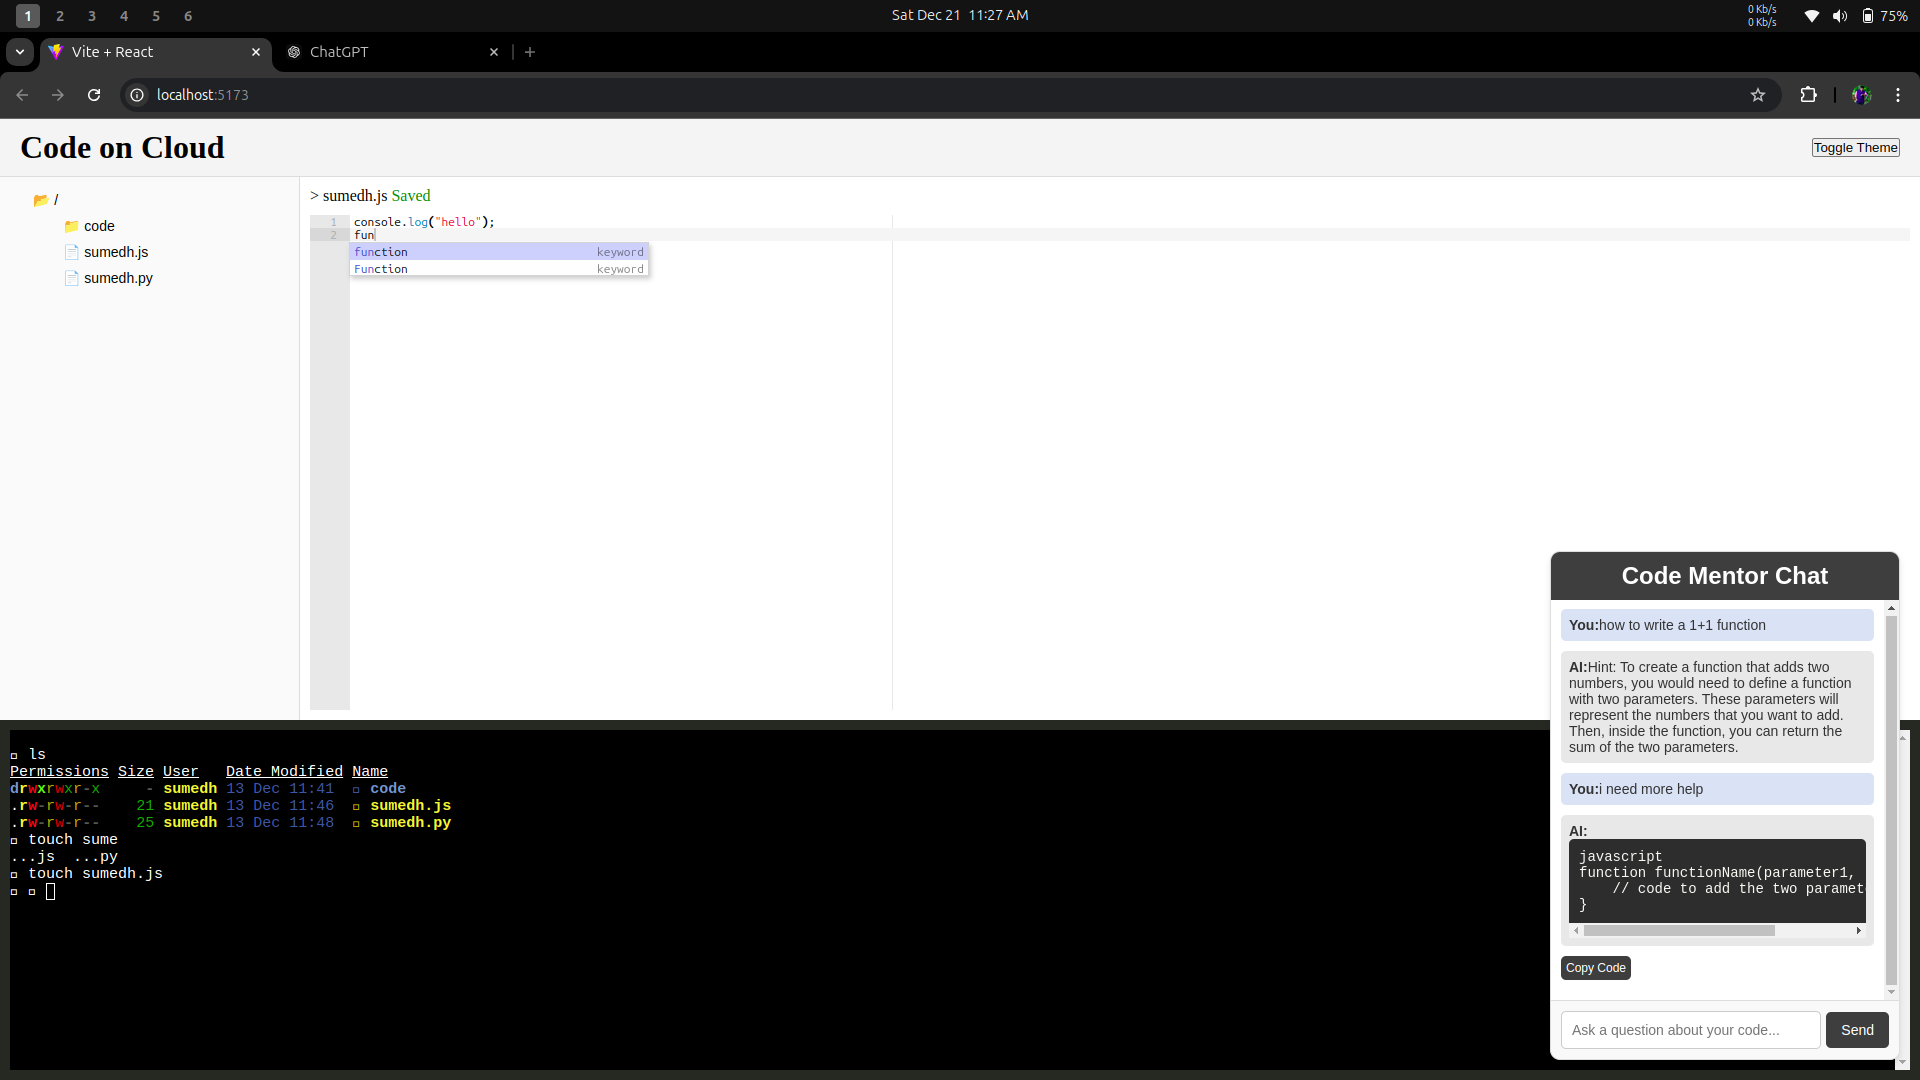 1 2 3 4 5 6
Sat Dec 21 11:27 AM
0 Kb/s
0 Kb/s
75%
Vite + React
ChatGPT
localhost:5173
Code on Cloud
Toggle Theme
/
code
sumedh.js
sumedh.py
> sumedh.js Saved
1 console.log("hello");
2 fun
function keyword
Function keyword
ls
Permissions Size User Date Modified Name
drwxrwxr-x - sumedh 13 Dec 11:41 code
.rw-rw-r-- 21 sumedh 13 Dec 11:46 sumedh.js
.rw-rw-r-- 25 sumedh 13 Dec 11:48 sumedh.py
touch sume
...js ...py
touch sumedh.js
Code Mentor Chat
You:how to write a 1+1 function
AI:Hint: To create a function that adds two
numbers, you would need to define a function
with two parameters. These parameters will
represent the numbers that you want to add.
Then, inside the function, you can return the
sum of the two parameters.
You:i need more help
AI:
javascript
function functionName(parameter1,
// code to add the two paramet
}
Copy Code
Ask a question about your code...
Send